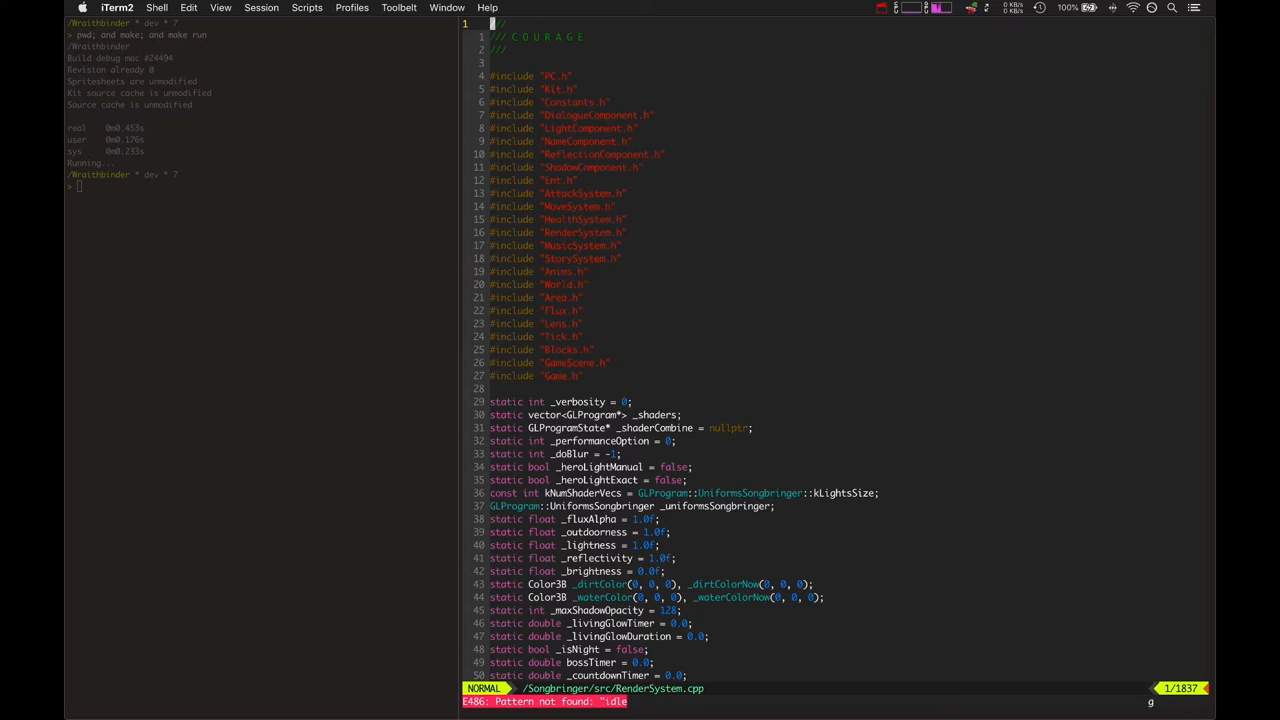 iTerm2 Shell Edit View Session Scripts Profiles Toolbelt Window Help
0 KB/s
0 KB/s
100%
/Wraithbinder * dev * 7
> pwd; and make; and make run
/Wraithbinder
Build debug mac #24494
Revision already 0
Spritesheets are unmodified
Kit source cache is unmodified
Source cache is unmodified
real 0m0.453s
user 0m0.176s
sys 0m0.233s
Running...
/Wraithbinder * dev * 7
>
1 ///
1 /// C O U R A G E
2 ///
3
4 #include "PC.h"
5 #include "Kit.h"
6 #include "Constants.h"
7 #include "DialogueComponent.h"
8 #include "LightComponent.h"
9 #include "NameComponent.h"
10 #include "ReflectionComponent.h"
11 #include "ShadowComponent.h"
12 #include "Ent.h"
13 #include "AttackSystem.h"
14 #include "MoveSystem.h"
15 #include "HealthSystem.h"
16 #include "RenderSystem.h"
17 #include "MusicSystem.h"
18 #include "StorySystem.h"
19 #include "Anims.h"
20 #include "World.h"
21 #include "Area.h"
22 #include "Flux.h"
23 #include "Lens.h"
24 #include "Tick.h"
25 #include "Blocks.h"
26 #include "GameScene.h"
27 #include "Game.h"
28
29 static int _verbosity = 0;
30 static vector<GLProgram*> _shaders;
31 static GLProgramState* _shaderCombine = nullptr;
32 static int _performanceOption = 0;
33 static int _doBlur = -1;
34 static bool _heroLightManual = false;
35 static bool _heroLightExact = false;
36 const int kNumShaderVecs = GLProgram::UniformsSongbringer::kLightsSize;
37 GLProgram::UniformsSongbringer _uniformsSongbringer;
38 static float _fluxAlpha = 1.0f;
39 static float _outdoorness = 1.0f;
40 static float _lightness = 1.0f;
41 static float _reflectivity = 1.0f;
42 static float _brightness = 0.0f;
43 static Color3B _dirtColor(0, 0, 0), _dirtColorNow(0, 0, 0);
44 static Color3B _waterColor(0, 0, 0), _waterColorNow(0, 0, 0);
45 static int _maxShadowOpacity = 128;
46 static double _livingGlowTimer = 0.0;
47 static double _livingGlowDuration = 0.0;
48 static bool _isNight = false;
49 static double bossTimer = 0.0;
50 static double _countdownTimer = 0.0;
NORMAL /Songbringer/src/RenderSystem.cpp 1/1837
E486: Pattern not found: "idle g